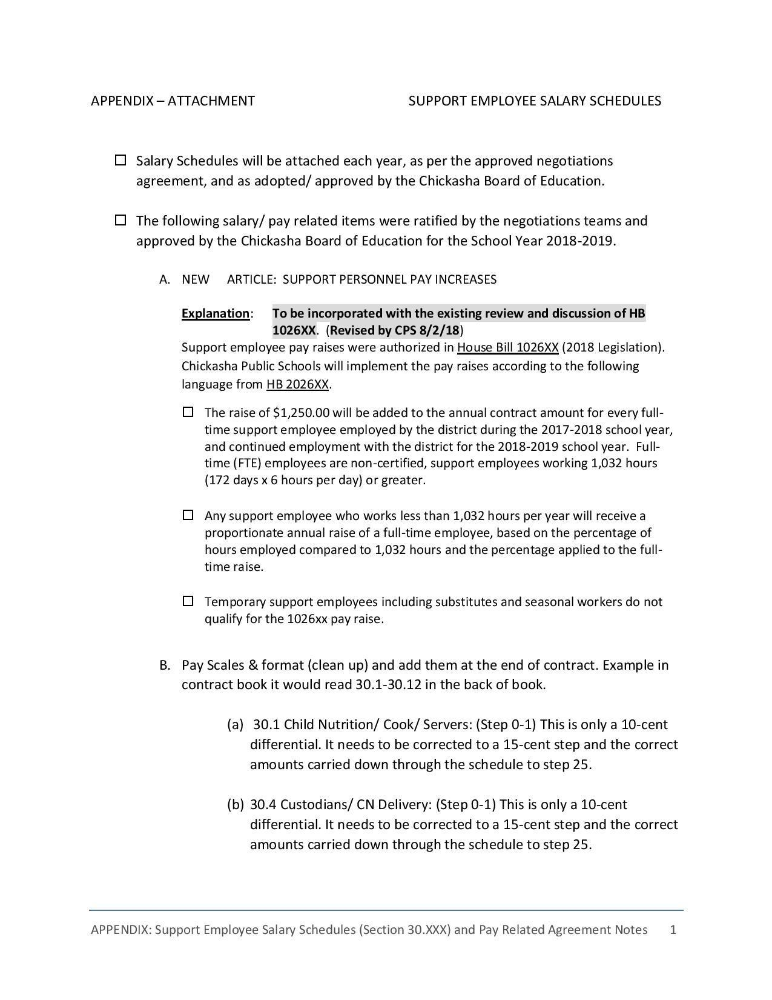 APPENDIX – ATTACHMENT SUPPORT EMPLOYEE SALARY SCHEDULES
☐ Salary Schedules will be attached each year, as per the approved negotiations
agreement, and as adopted/ approved by the Chickasha Board of Education.
☐ The following salary/ pay related items were ratified by the negotiations teams and
approved by the Chickasha Board of Education for the School Year 2018-2019.
A. NEW ARTICLE: SUPPORT PERSONNEL PAY INCREASES
Explanation: To be incorporated with the existing review and discussion of HB
1026XX. (Revised by CPS 8/2/18)
Support employee pay raises were authorized in House Bill 1026XX (2018 Legislation).
Chickasha Public Schools will implement the pay raises according to the following
language from HB 2026XX.
☐ The raise of $1,250.00 will be added to the annual contract amount for every full-
time support employee employed by the district during the 2017-2018 school year,
and continued employment with the district for the 2018-2019 school year. Full-
time (FTE) employees are non-certified, support employees working 1,032 hours
(172 days x 6 hours per day) or greater.
☐ Any support employee who works less than 1,032 hours per year will receive a
proportionate annual raise of a full-time employee, based on the percentage of
hours employed compared to 1,032 hours and the percentage applied to the full-
time raise.
☐ Temporary support employees including substitutes and seasonal workers do not
qualify for the 1026xx pay raise.
B. Pay Scales & format (clean up) and add them at the end of contract. Example in
contract book it would read 30.1-30.12 in the back of book.
(a) 30.1 Child Nutrition/ Cook/ Servers: (Step 0-1) This is only a 10-cent
differential. It needs to be corrected to a 15-cent step and the correct
amounts carried down through the schedule to step 25.
(b) 30.4 Custodians/ CN Delivery: (Step 0-1) This is only a 10-cent
differential. It needs to be corrected to a 15-cent step and the correct
amounts carried down through the schedule to step 25.
APPENDIX: Support Employee Salary Schedules (Section 30.XXX) and Pay Related Agreement Notes 1